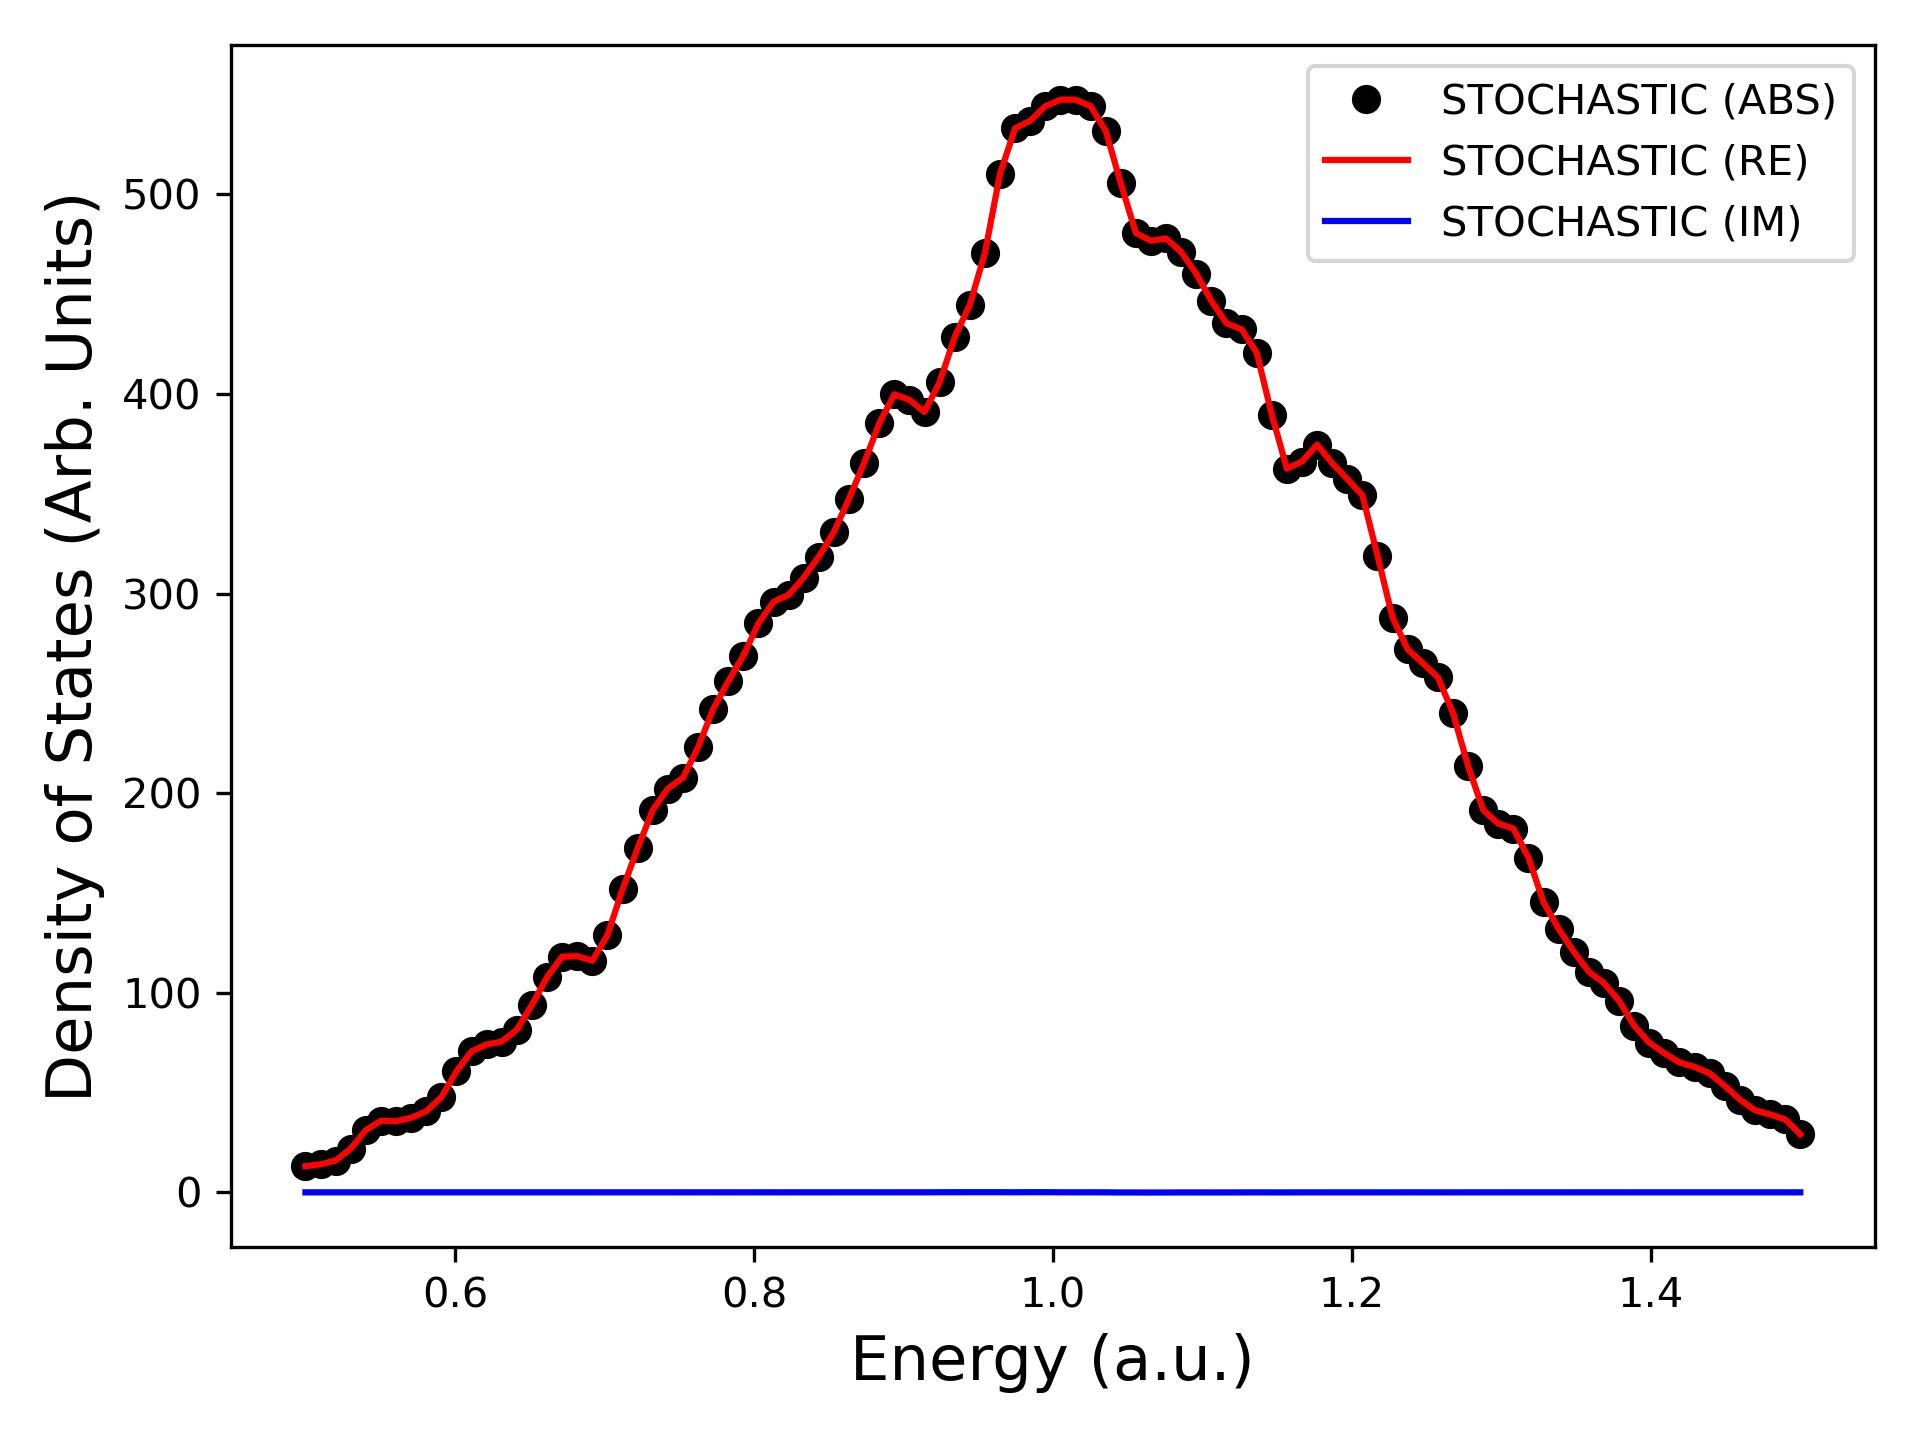 STOCHASTIC (ABS)
STOCHASTIC (RE)
STOCHASTIC (IM)
Density of States (Arb. Units)
500
400
300
200
100
0
0.6 0.8 1.0 1.2 1.4
Energy (a.u.)